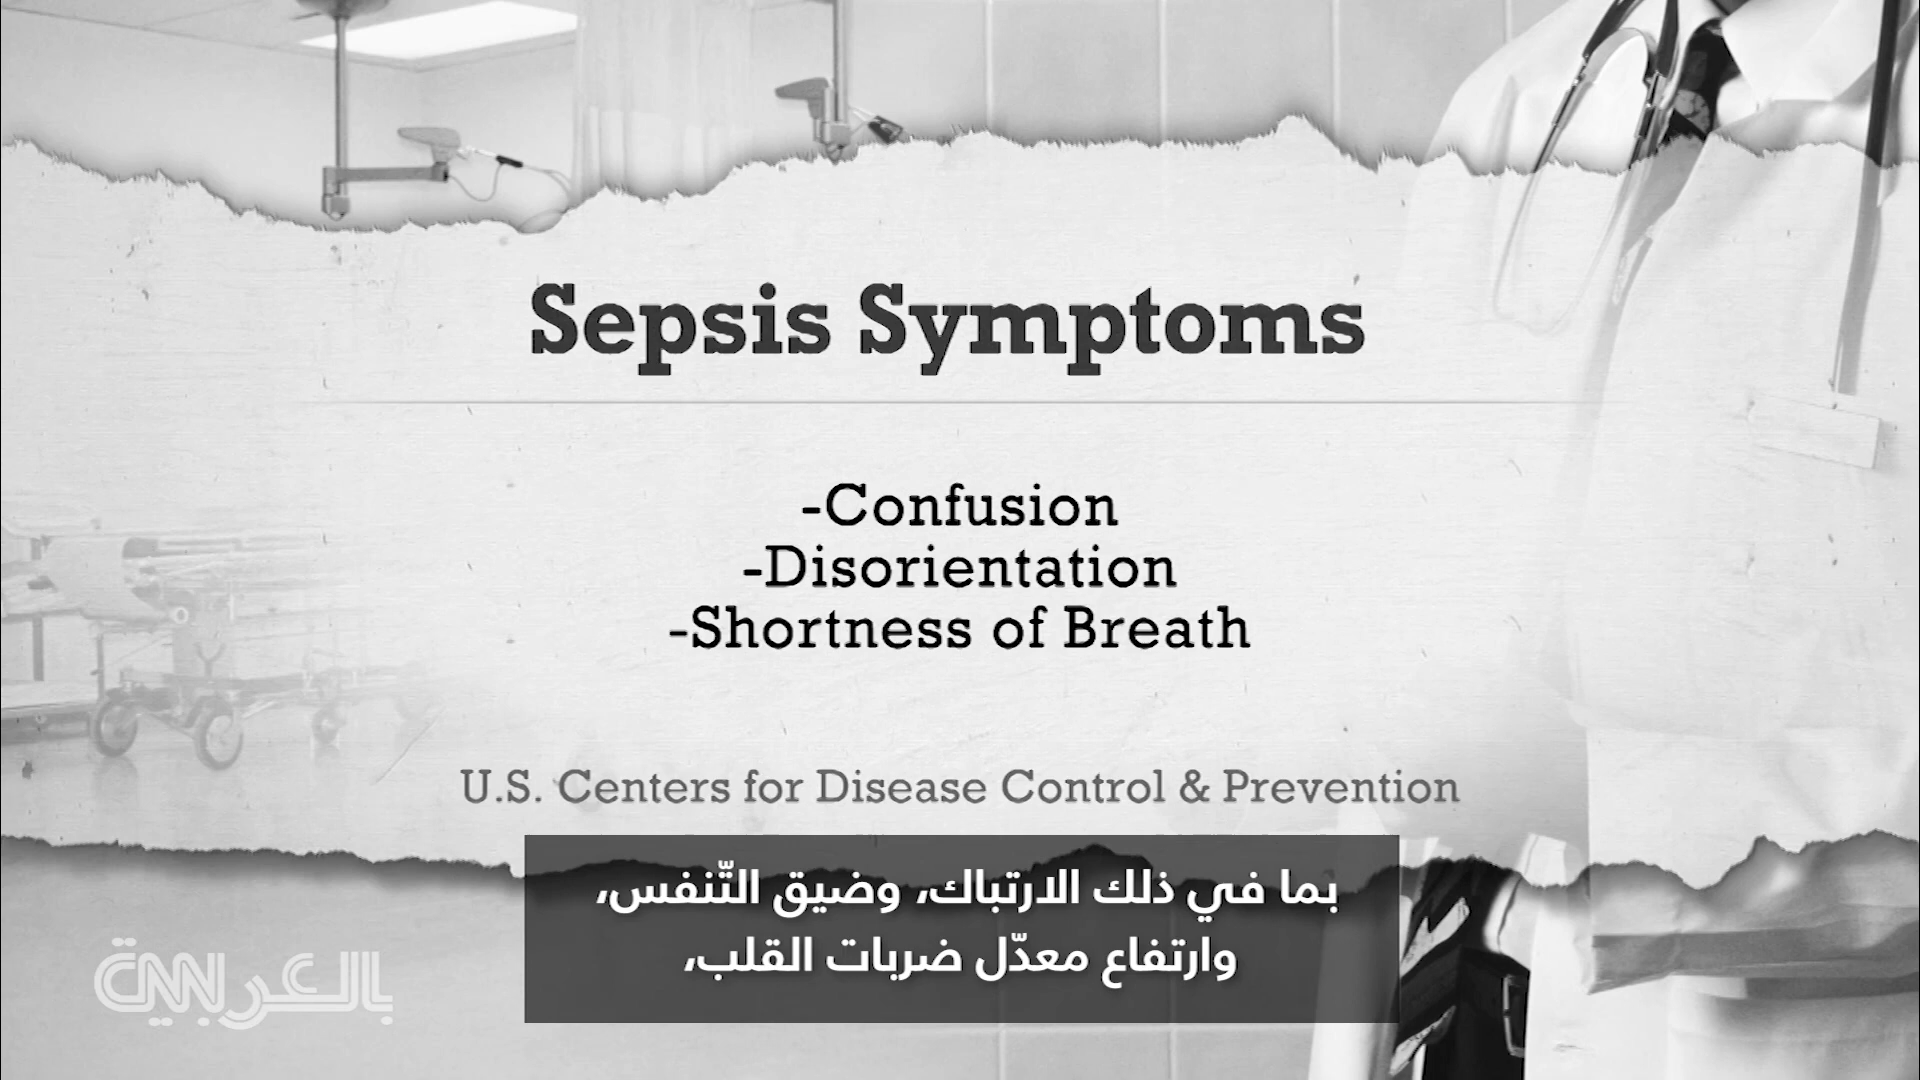 Sepsis Symptoms
-Confusion
-Disorientation
-Shortness of Breath
U.S. Centers for Disease Control & Prevention
بما في ذلك الارتباك، وضيق التّنفس،
وارتفاع معدّل ضربات القلب،
CNN بالعربية